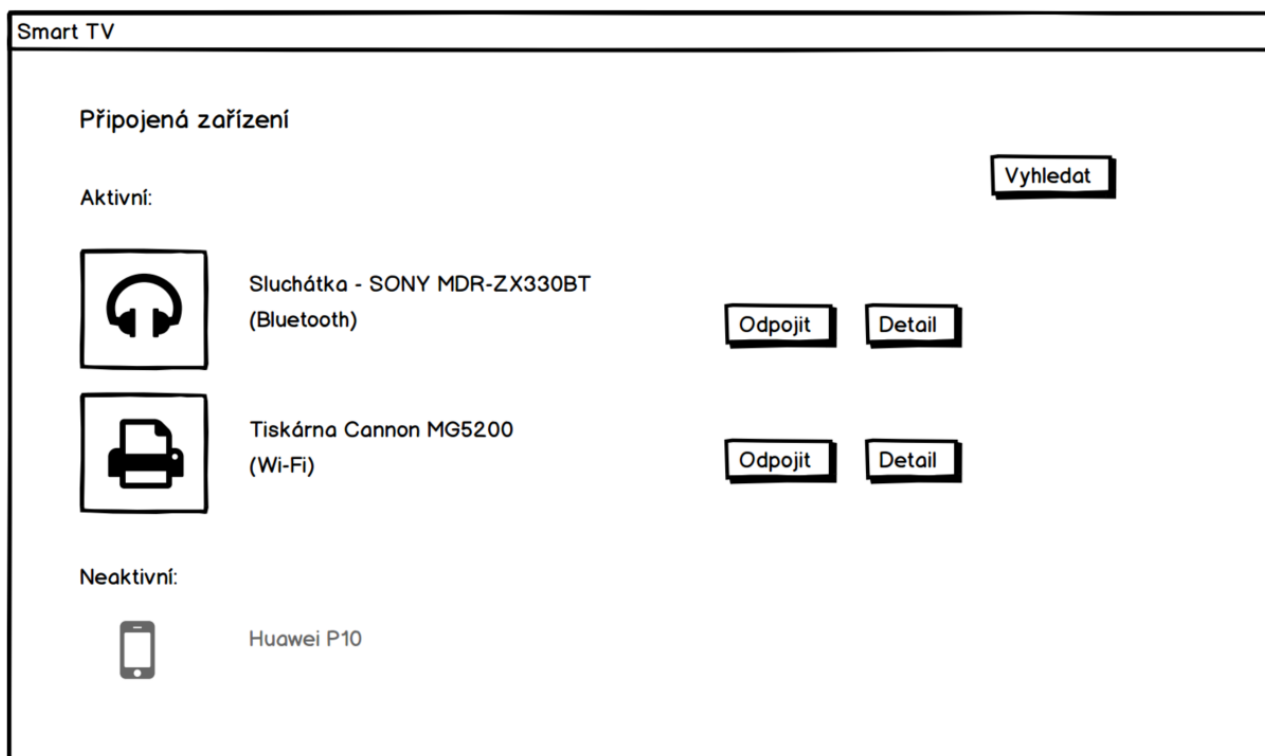 Smart TV
Připojená zařízení
Vyhledat
Aktivní:
Sluchátka - SONY MDR-ZX330BT
(Bluetooth)
Odpojit Detail
Tiskárna Cannon MG5200
(Wi-Fi)
Odpojit Detail
Neaktivní:
Huawei P10